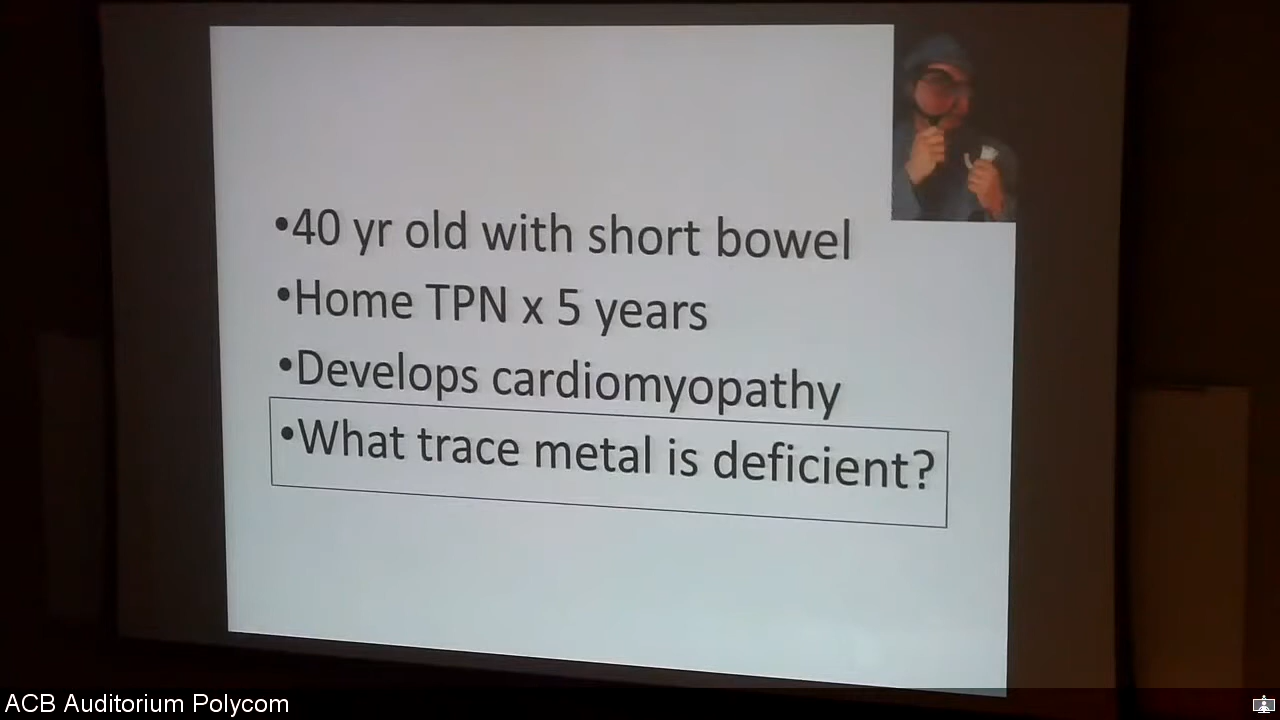 •40 yr old with short bowel
•Home TPN x 5 years
•Develops cardiomyopathy
•What trace metal is deficient?
ACB Auditorium Polycom